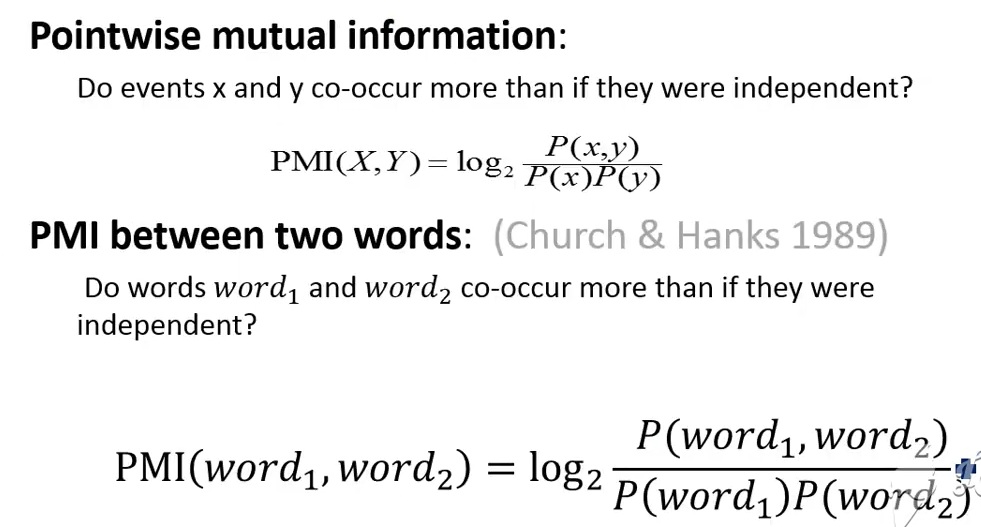 Pointwise mutual information:
Do events x and y co-occur more than if they were independent?
PMI(X, Y) = log₂ P(x,y) / P(x)P(y)
PMI between two words: (Church & Hanks 1989)
Do words word₁ and word₂ co-occur more than if they were
independent?
PMI(word₁, word₂) = log₂ P(word₁, word₂) / P(word₁)P(word₂)